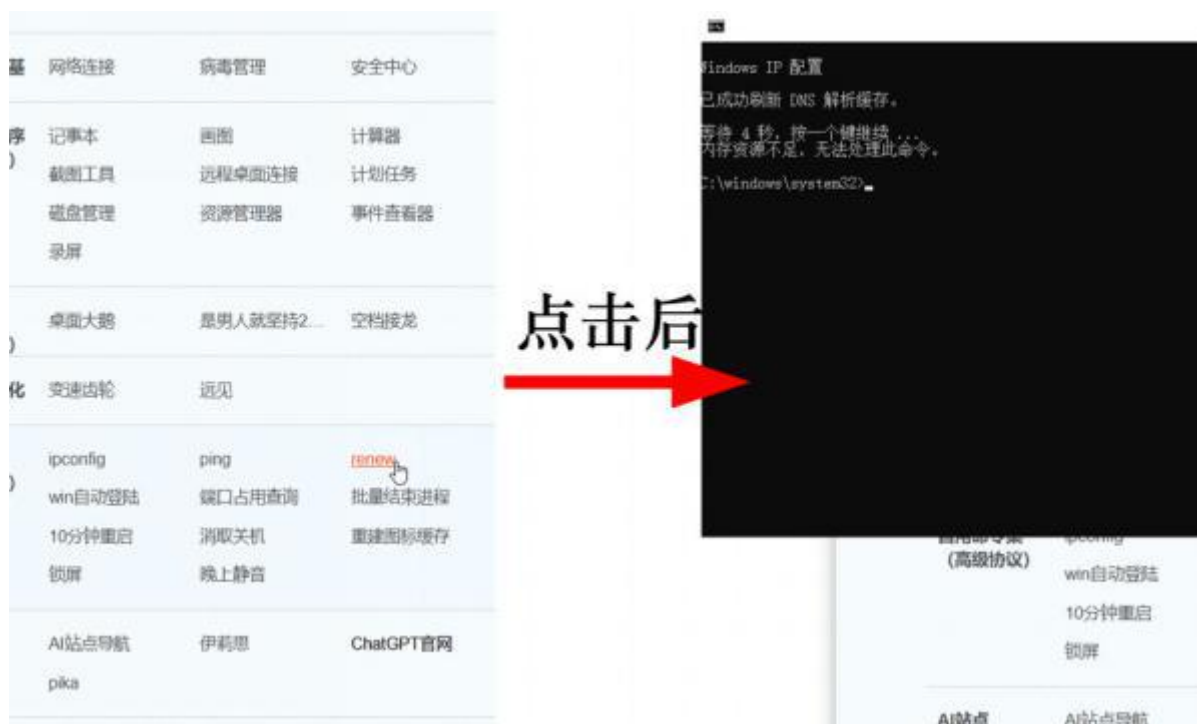 基 网络连接 病毒管理 安全中心
序 记事本 画图 计算器
) 截图工具 远程桌面连接 计划任务
磁盘管理 资源管理器 事件查看器
录屏
桌面大鹅 是男人就坚持2... 空档接龙
)
化 变速齿轮 远见
ipconfig ping renew
) win自动登陆 端口占用查询 批量结束进程
10分钟重启 消取关机 重建图标缓存
锁屏 晚上静音
AI站点导航 伊莉思 ChatGPT官网
pika
点击后
indows IP 配置
已成功刷新 DNS 解析缓存。
等待 4 秒，按一个键继续 ...
内存资源不足，无法处理此命令。
C:\windows\system32>
ipconfig
(高级协议) win自动登陆
10分钟重启
锁屏
AI站点 AI站点导航